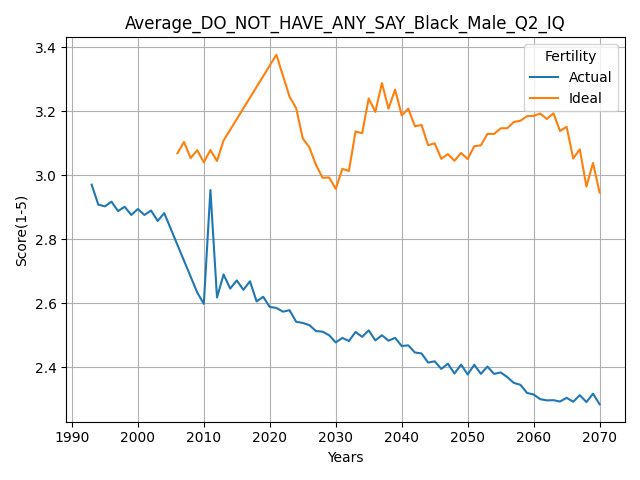 Average_DO_NOT_HAVE_ANY_SAY_Black_Male_Q2_IQ
Fertility
Actual
Ideal
Score(1-5)
3.4
3.2
3.0
2.8
2.6
2.4
1990 2000 2010 2020 2030 2040 2050 2060 2070
Years